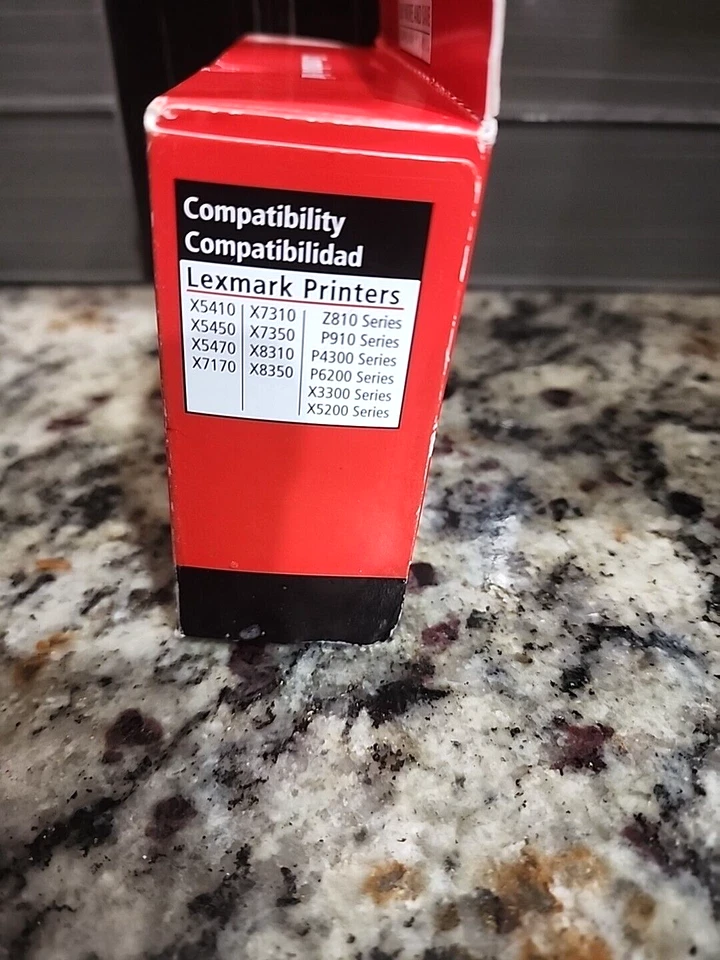 Compatibility
Compatibilidad
Lexmark Printers
X5410 X7310 Z810 Series
X5450 X7350 P910 Series
X5470 X8310 P4300 Series
X7170 X8350 P6200 Series
X3300 Series
X5200 Series